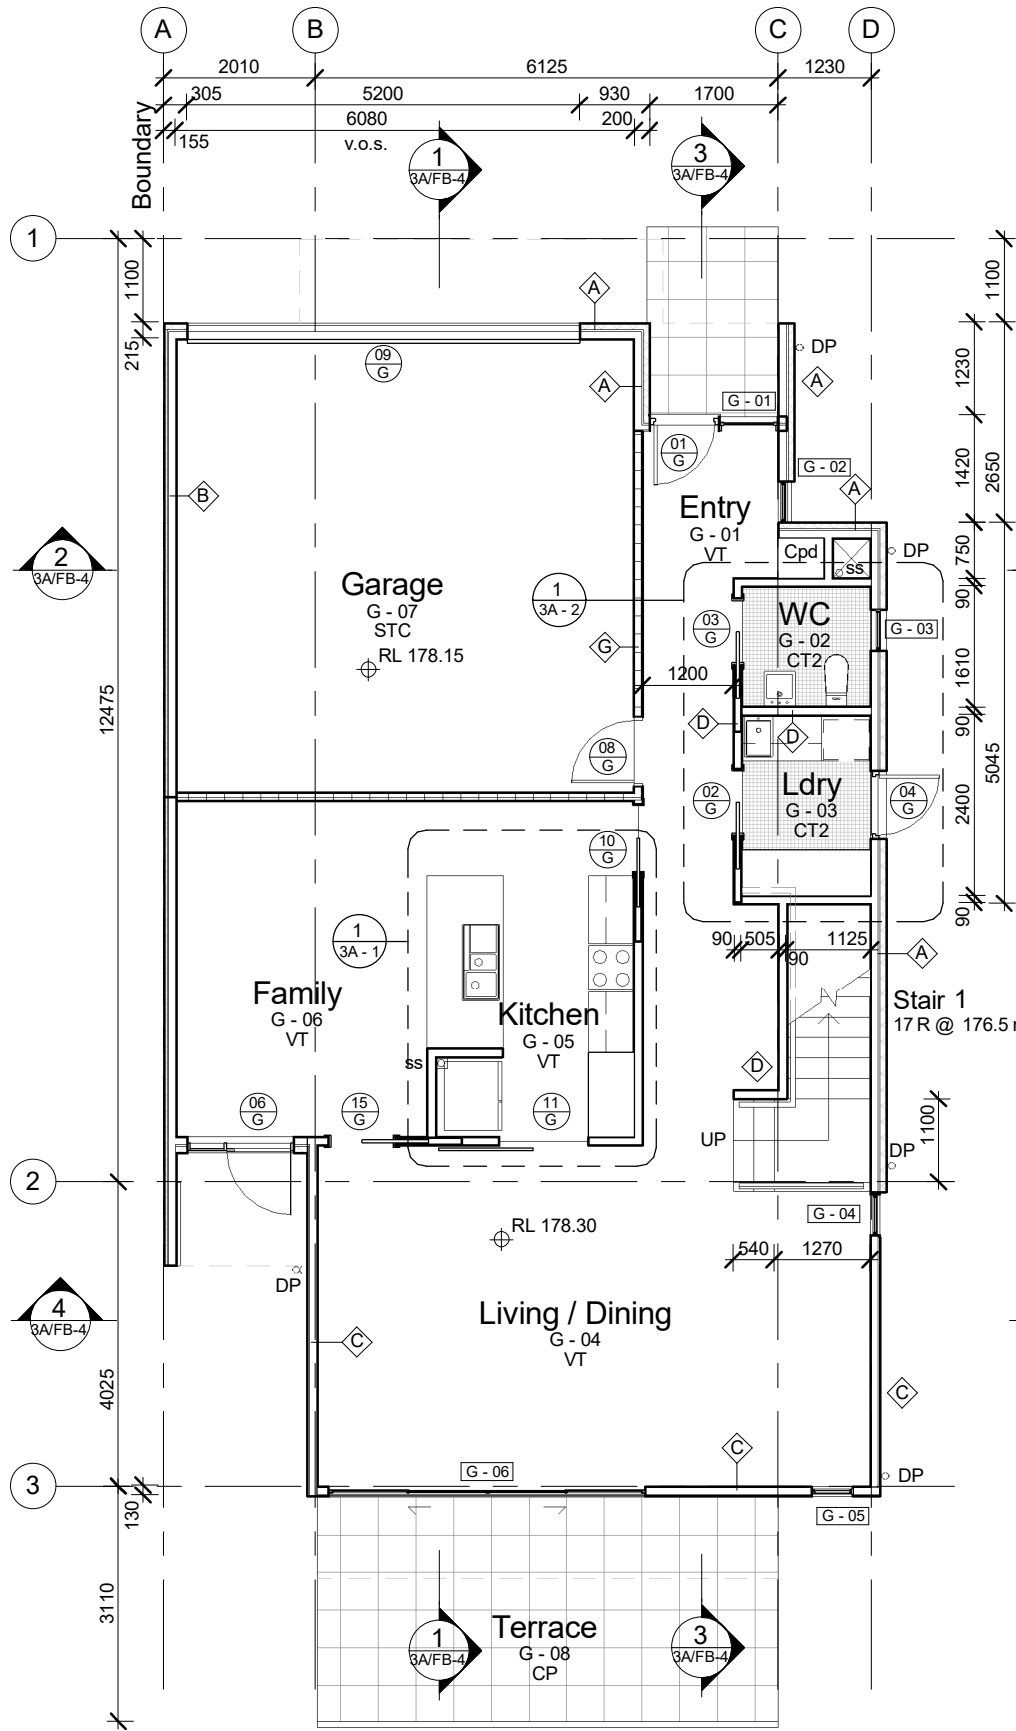 A
B
C
D
2010
6125
1230
305
5200
930
1700
6080
200
155
v.o.s.
Boundary
1
3A/FB-4
3
3A/FB-4
1
1100
1100
A
215
09
G
DP
A
A
1230
G - 01
01
G
G - 02
1420
2650
B
A
Entry
G - 01
VT
2
3A/FB-4
Cpd
SS
DP
750
Garage
G - 07
STC
RL 178.15
1
3A - 2
90
WC
G - 02
CT2
03
G
G - 03
G
1610
1200
12475
D
D
90
08
G
5045
Ldry
G - 03
CT2
02
G
04
G
2400
10
G
90
1
3A - 1
90
505
90
1125
A
Family
G - 06
VT
Kitchen
G - 05
VT
Stair 1
17 R @ 176.5
SS
D
06
G
15
G
11
G
1100
UP
DP
2
G - 04
RL 178.30
540
1270
DP
4
3A/FB-4
Living / Dining
G - 04
VT
C
4025
C
C
G - 06
3
DP
130
G - 05
3110
1
3A/FB-4
Terrace
G - 08
CP
3
3A/FB-4